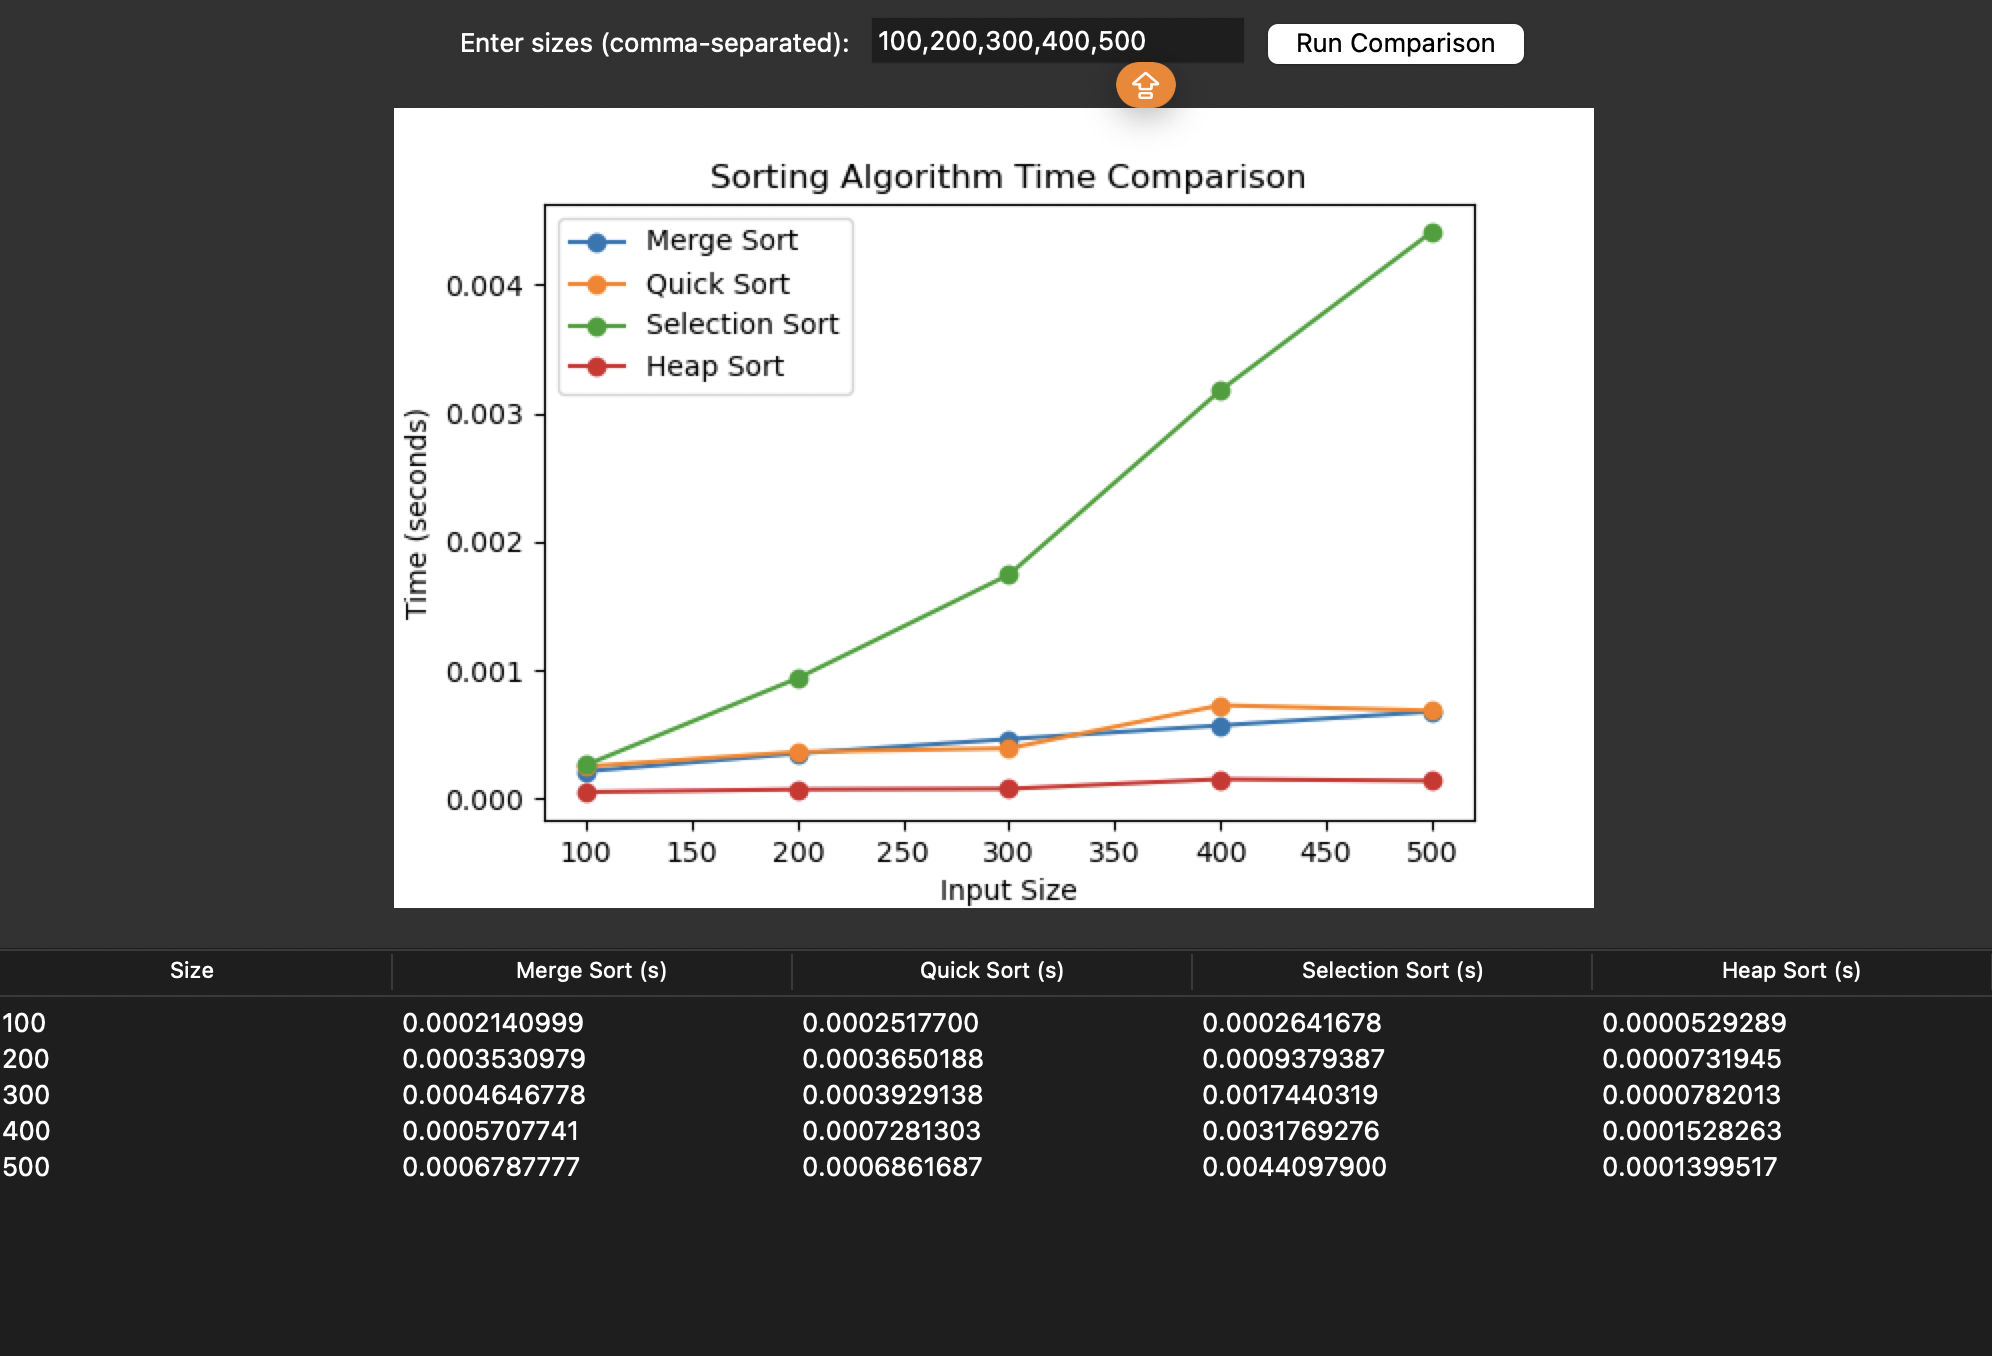 Enter sizes (comma-separated): 100,200,300,400,500 Run Comparison
Sorting Algorithm Time Comparison
Merge Sort
Quick Sort
Selection Sort
Heap Sort
Time (seconds)
0.004
0.003
0.002
0.001
0.000
100 150 200 250 300 350 400 450 500
Input Size
Size Merge Sort (s) Quick Sort (s) Selection Sort (s) Heap Sort (s)
100 0.0002140999 0.0002517700 0.0002641678 0.0000529289
200 0.0003530979 0.0003650188 0.0009379387 0.0000731945
300 0.0004646778 0.0003929138 0.0017440319 0.0000782013
400 0.0005707741 0.0007281303 0.0031769276 0.0001528263
500 0.0006787777 0.0006861687 0.0044097900 0.0001399517